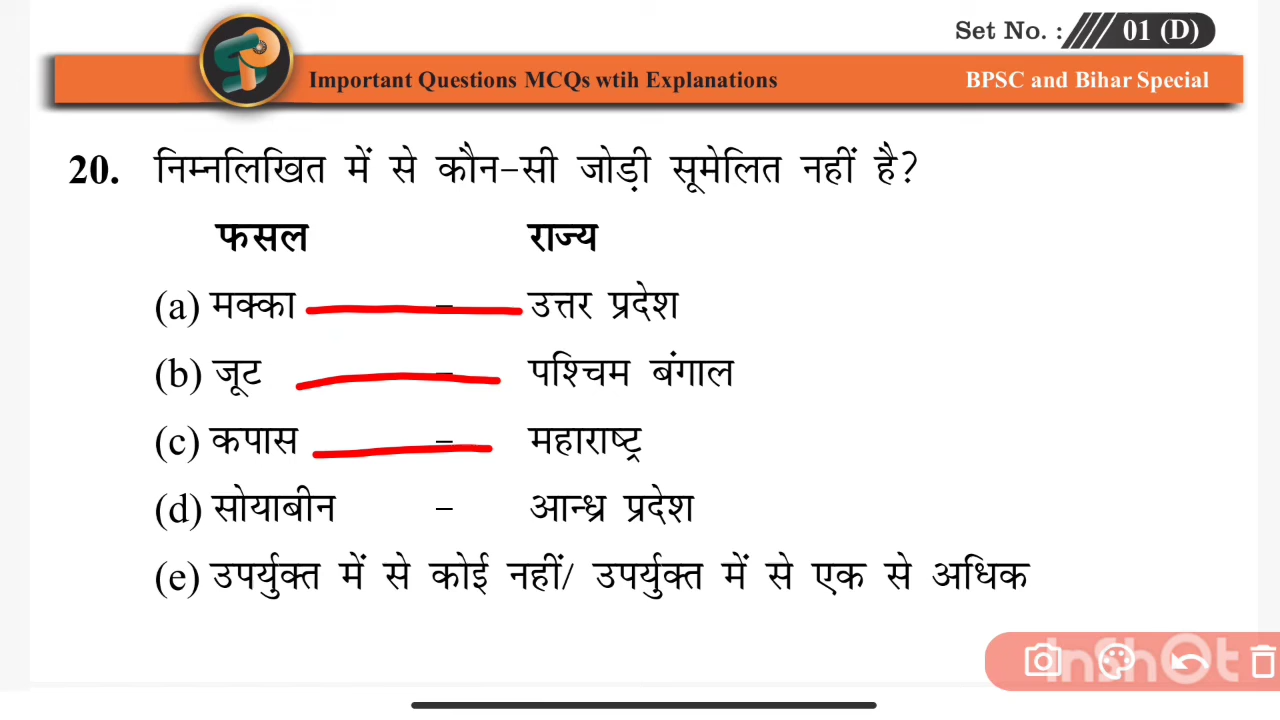 Set No. : 01 (D)
Important Questions MCQs wtih Explanations BPSC and Bihar Special
20. निम्नलिखित में से कौन-सी जोड़ी सूमेलित नहीं है?
फसल राज्य
(a) मक्का - उत्तर प्रदेश
(b) जूट - पश्चिम बंगाल
(c) कपास - महाराष्ट्र
(d) सोयाबीन - आन्ध्र प्रदेश
(e) उपर्युक्त में से कोई नहीं/ उपर्युक्त में से एक से अधिक
InShOt